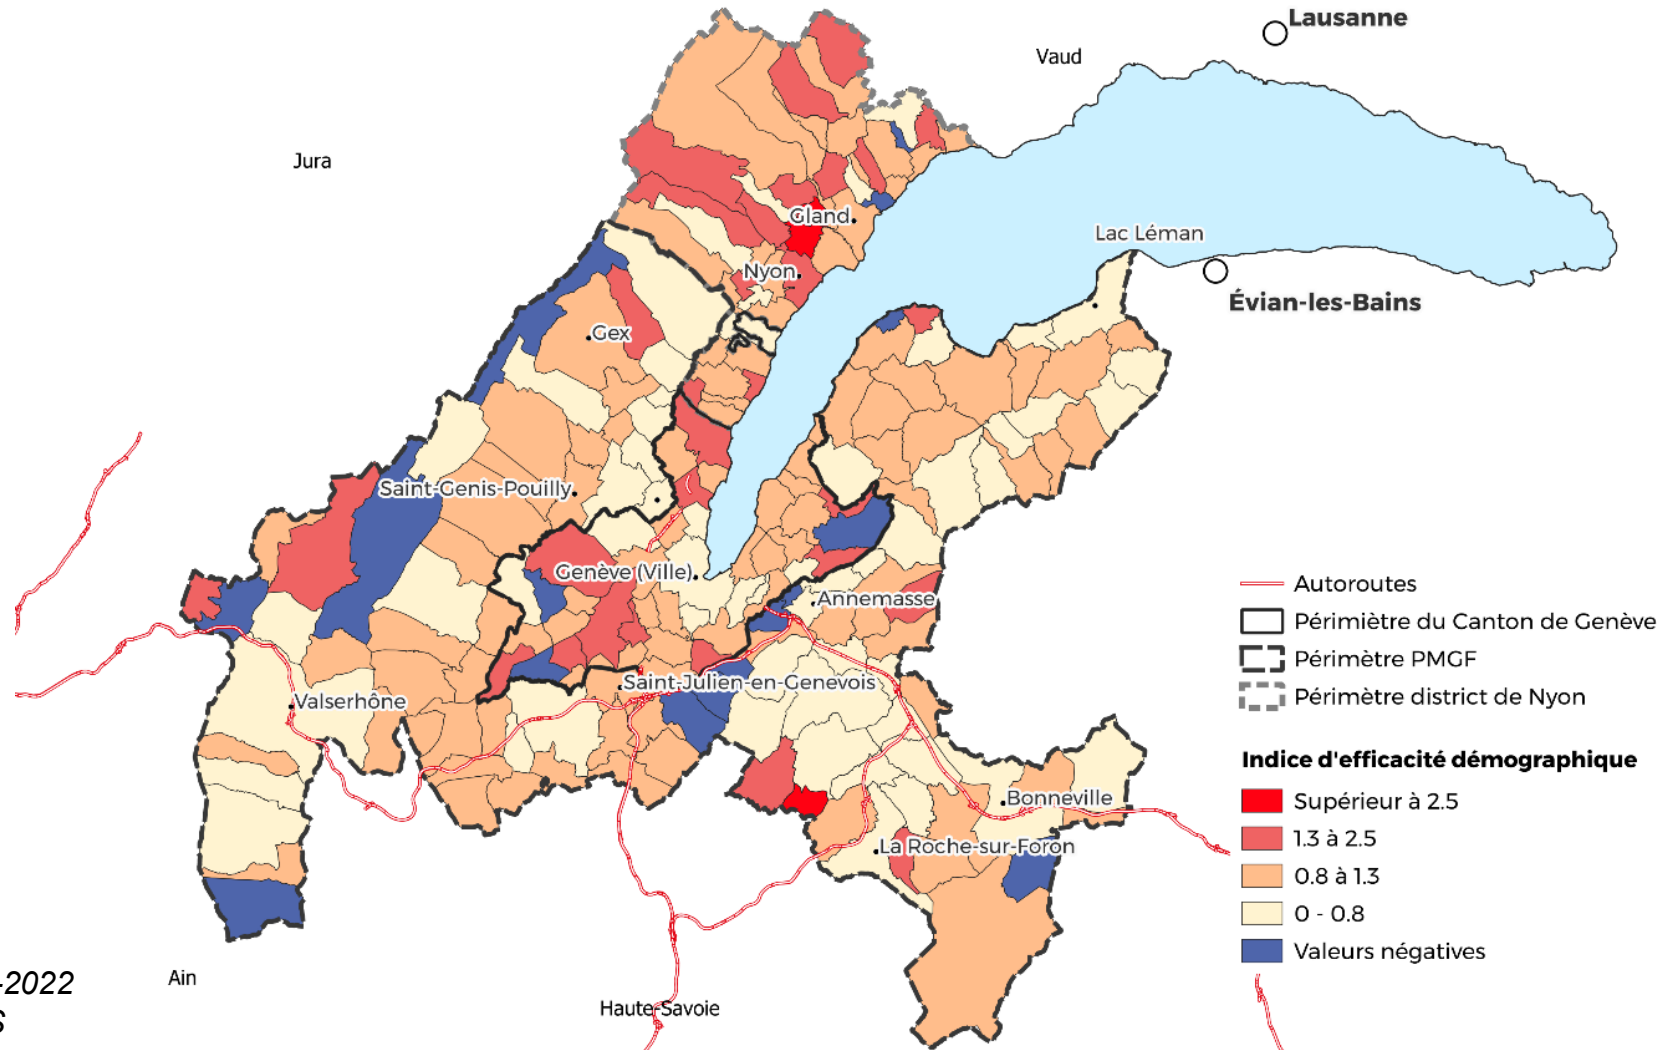 Lausanne
Vaud
Jura
Gland
Lac Léman
Nyon
Évian-les-Bains
Gex
Saint-Genis-Pouilly
Genève (Ville)
Annemasse
Saint-Julien-en-Genevois
Valserhône
Bonneville
La Roche-sur-Foron
Ain
Haute-Savoie
-2022
Autoroutes
Périmiètre du Canton de Genève
Périmètre PMGF
Périmètre district de Nyon
Indice d'efficacité démographique
Supérieur à 2.5
1.3 à 2.5
0.8 à 1.3
0 - 0.8
Valeurs négatives